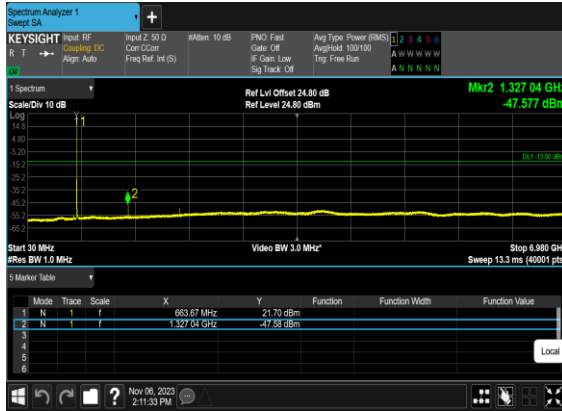 Spectrum Analyzer 1
Swept SA
+
KEYSIGHT Input: RF Input Z: 50 Ω #Atten: 10 dB PNO: Fast Avg Type: Power (RMS) 1 2 3 4 5 6
R T Coupling: DC Corr CCorr Gate: Off Avg|Hold: 100/100 A W W W W W
Align: Auto Freq Ref: Int (S) IF Gain: Low Trig: Free Run
LU Sig Track: Off A N N N N N
1 Spectrum Ref Lvl Offset 24.80 dB Mkr2 1.327 04 GHz
Scale/Div 10 dB Ref Level 24.80 dBm -47.577 dBm
Log
14.8
4.80
-5.20
-15.2
-25.2
-35.2
-45.2
-55.2
-65.2
1
2
DL1 -13.00 dBm
Start 30 MHz Video BW 3.0 MHz* Stop 6.980 GHz
#Res BW 1.0 MHz Sweep 13.3 ms (40001 pts)
5 Marker Table
Mode Trace Scale X Y Function Function Width Function Value
1 N 1 f 663.67 MHz 21.70 dBm
2 N 1 f 1.327 04 GHz -47.58 dBm
3
4
5
6
Local
? Nov 06, 2023
2:11:33 PM